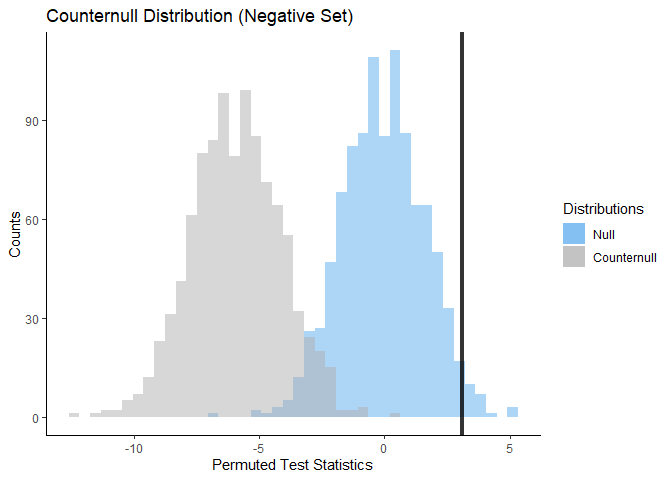 Counternull Distribution (Negative Set)
Counts
90
60
30
0
-10
-5
0
5
Permuted Test Statistics
Distributions
Null
Counternull